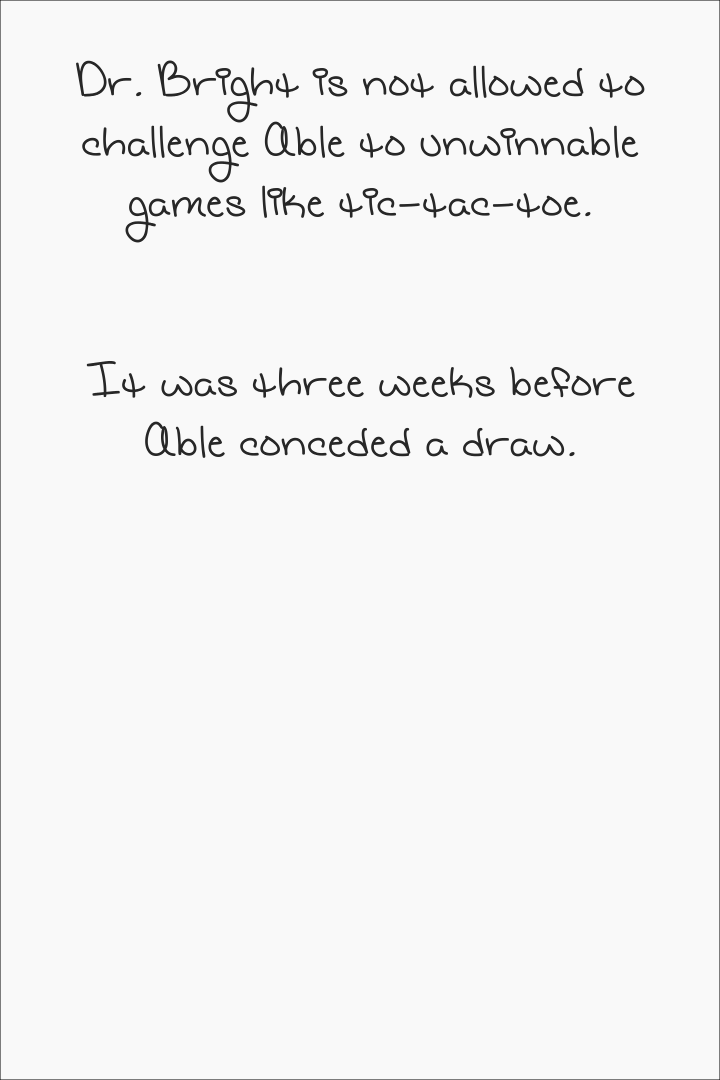 Dr. Bright is not allowed to
challenge Able to unwinnable
games like tic-tac-toe.
It was three weeks before
Able conceded a draw.